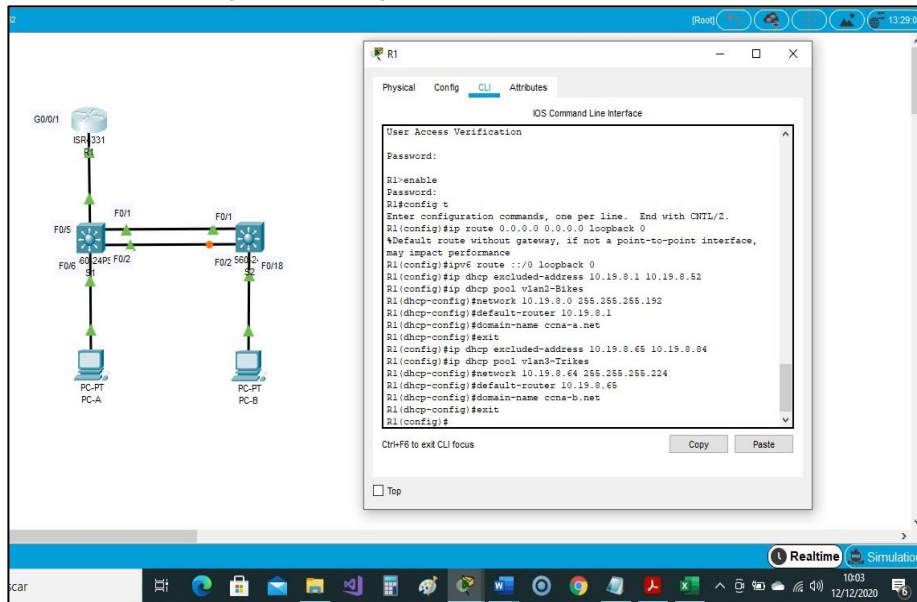 32
[Root]
13:29:0
R1
Physical Config CLI Attributes
IOS Command Line Interface
User Access Verification
Password:
R1>enable
Password:
R1#config t
Enter configuration commands, one per line. End with CNTL/Z.
R1(config)#ip route 0.0.0.0 0.0.0.0 loopback 0
%Default route without gateway, if not a point-to-point interface,
may impact performance
R1(config)#ipv6 route ::/0 loopback 0
R1(config)#ip dhcp excluded-address 10.19.8.1 10.19.8.52
R1(config)#ip dhcp pool vlan2-Bikes
R1(dhcp-config)#network 10.19.8.0 255.255.255.192
R1(dhcp-config)#default-router 10.19.8.1
R1(dhcp-config)#domain-name ccna-a.net
R1(dhcp-config)#exit
R1(config)#ip dhcp excluded-address 10.19.8.65 10.19.8.84
R1(config)#ip dhcp pool vlan3-Trikes
R1(dhcp-config)#network 10.19.8.64 255.255.255.224
R1(dhcp-config)#default-router 10.19.8.65
R1(dhcp-config)#domain-name ccna-b.net
R1(dhcp-config)#exit
R1(config)#
Ctrl+F6 to exit CLI focus
Copy Paste
Top
G0/0/1
ISR4331
R1
F0/1 F0/1
F0/5
F0/6 F0/2 F0/2 F0/18
S1 S2
PC-PT
PC-A
PC-PT
PC-B
Realtime Simulation
scar
10:03
12/12/2020
6